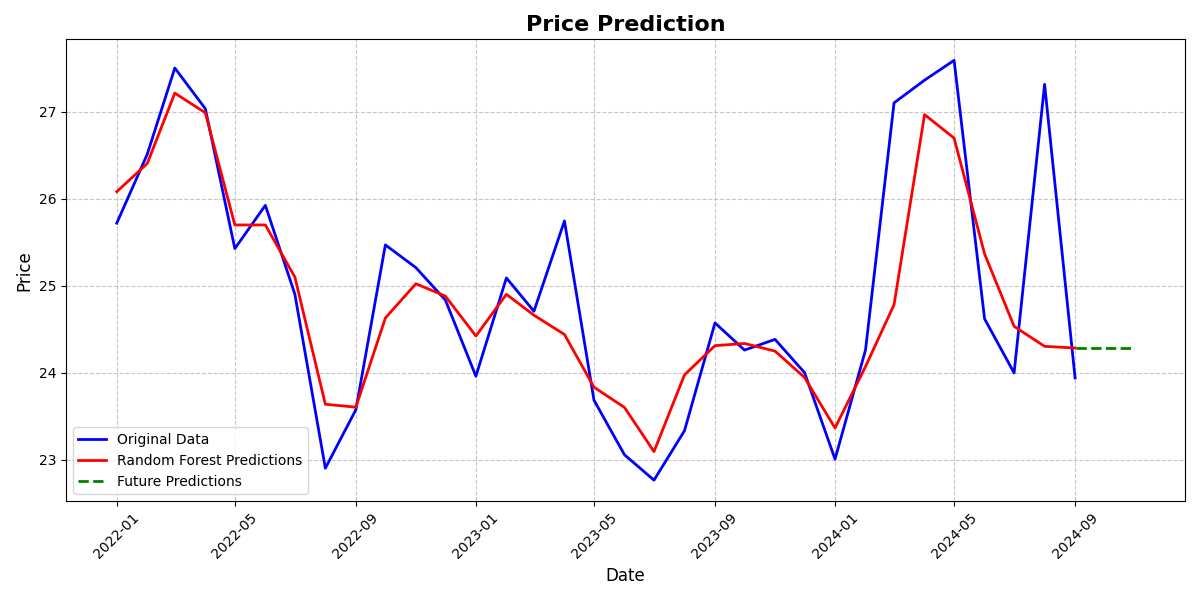 Price Prediction
Price
27
26
25
24
23
Original Data
Random Forest Predictions
Future Predictions
2022-01
2022-05
2022-09
2023-01
2023-05
2023-09
2024-01
2024-05
2024-09
Date